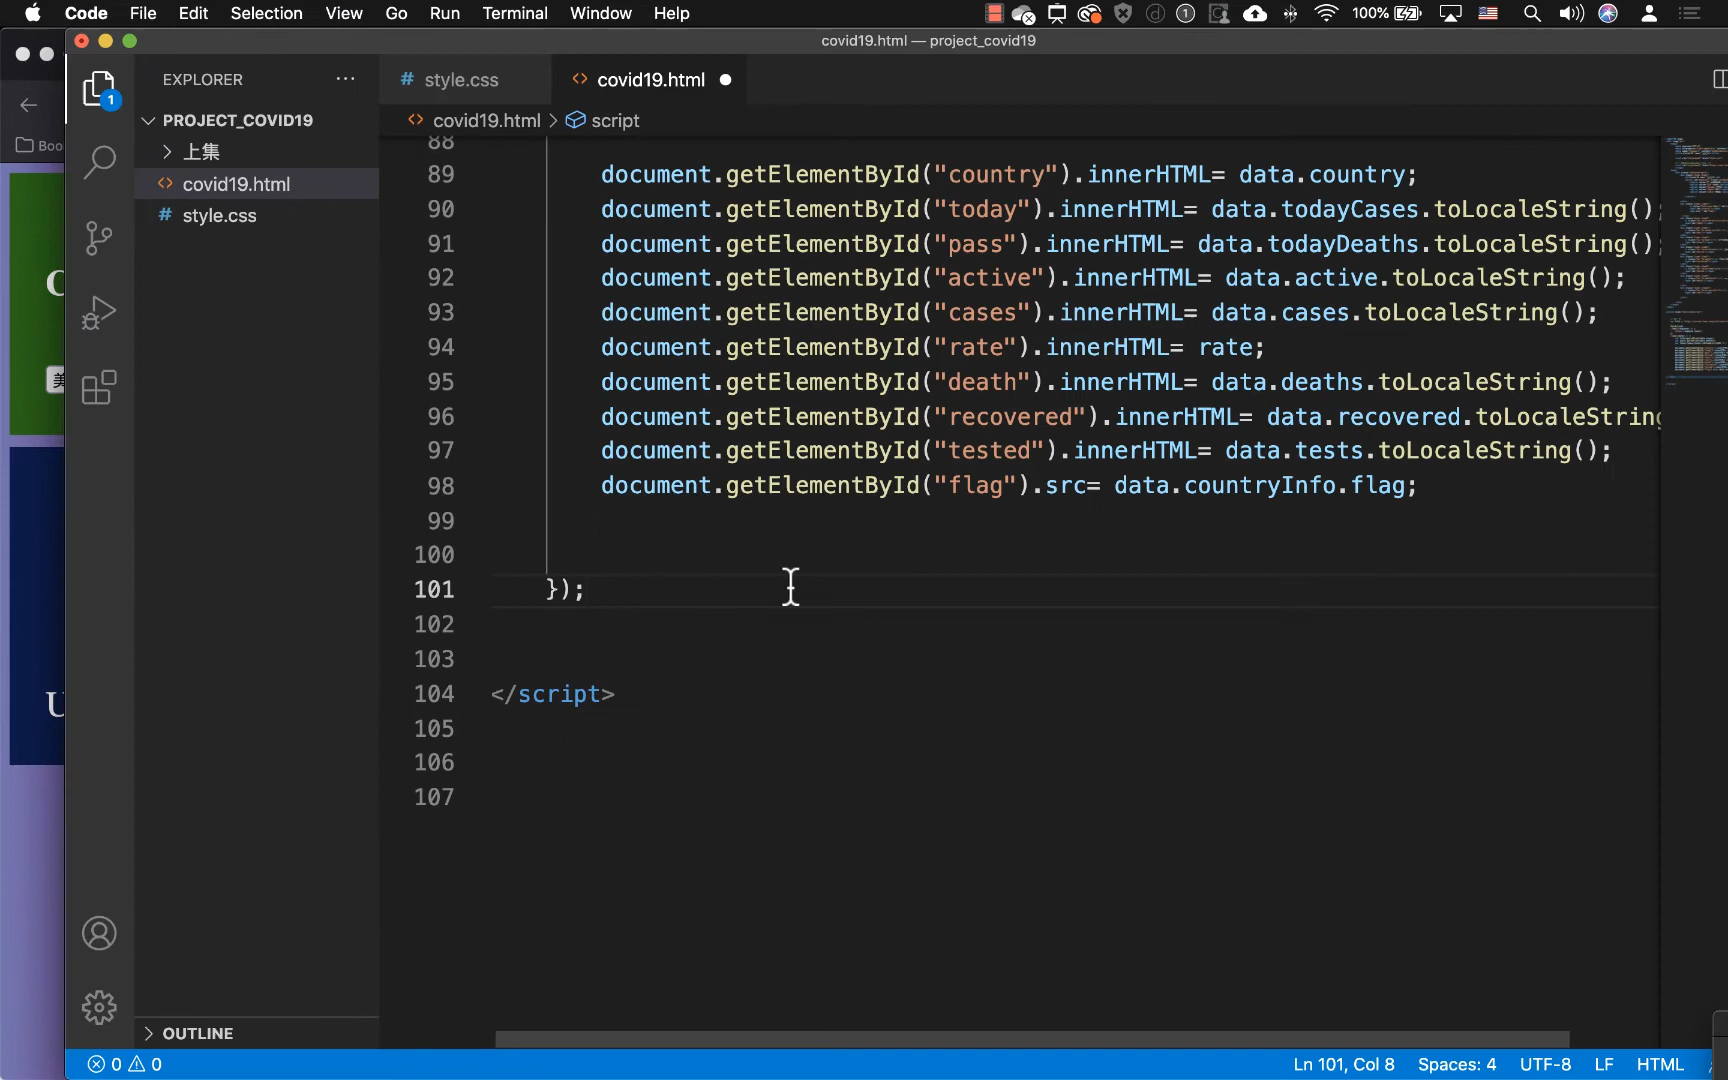 Code File Edit Selection View Go Run Terminal Window Help 100%
covid19.html — project_covid19
EXPLORER
style.css
covid19.html
1
PROJECT_COVID19
covid19.html > script
上集
covid19.html
style.css
Boo
C
美
U
88
89 document.getElementById("country").innerHTML= data.country;
90 document.getElementById("today").innerHTML= data.todayCases.toLocaleString();
91 document.getElementById("pass").innerHTML= data.todayDeaths.toLocaleString();
92 document.getElementById("active").innerHTML= data.active.toLocaleString();
93 document.getElementById("cases").innerHTML= data.cases.toLocaleString();
94 document.getElementById("rate").innerHTML= rate;
95 document.getElementById("death").innerHTML= data.deaths.toLocaleString();
96 document.getElementById("recovered").innerHTML= data.recovered.toLocaleString
97 document.getElementById("tested").innerHTML= data.tests.toLocaleString();
98 document.getElementById("flag").src= data.countryInfo.flag;
99
100
101 });
102
103
104 </script>
105
106
107
OUTLINE
0 0 Ln 101, Col 8 Spaces: 4 UTF-8 LF HTML